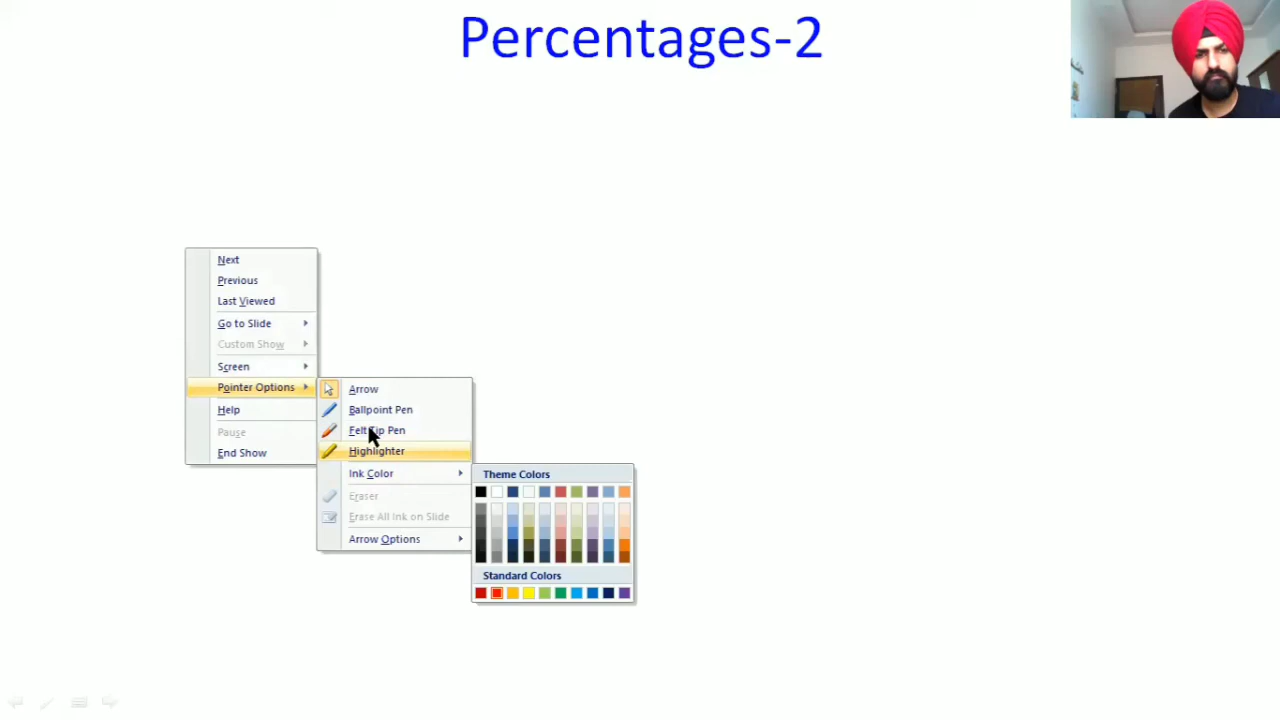 Percentages-2
Next
Previous
Last Viewed
Go to Slide
Custom Show
Screen
Pointer Options
Help
Pause
End Show
Arrow
Ballpoint Pen
Felt Tip Pen
Highlighter
Ink Color
Eraser
Erase All Ink on Slide
Arrow Options
Theme Colors
Standard Colors